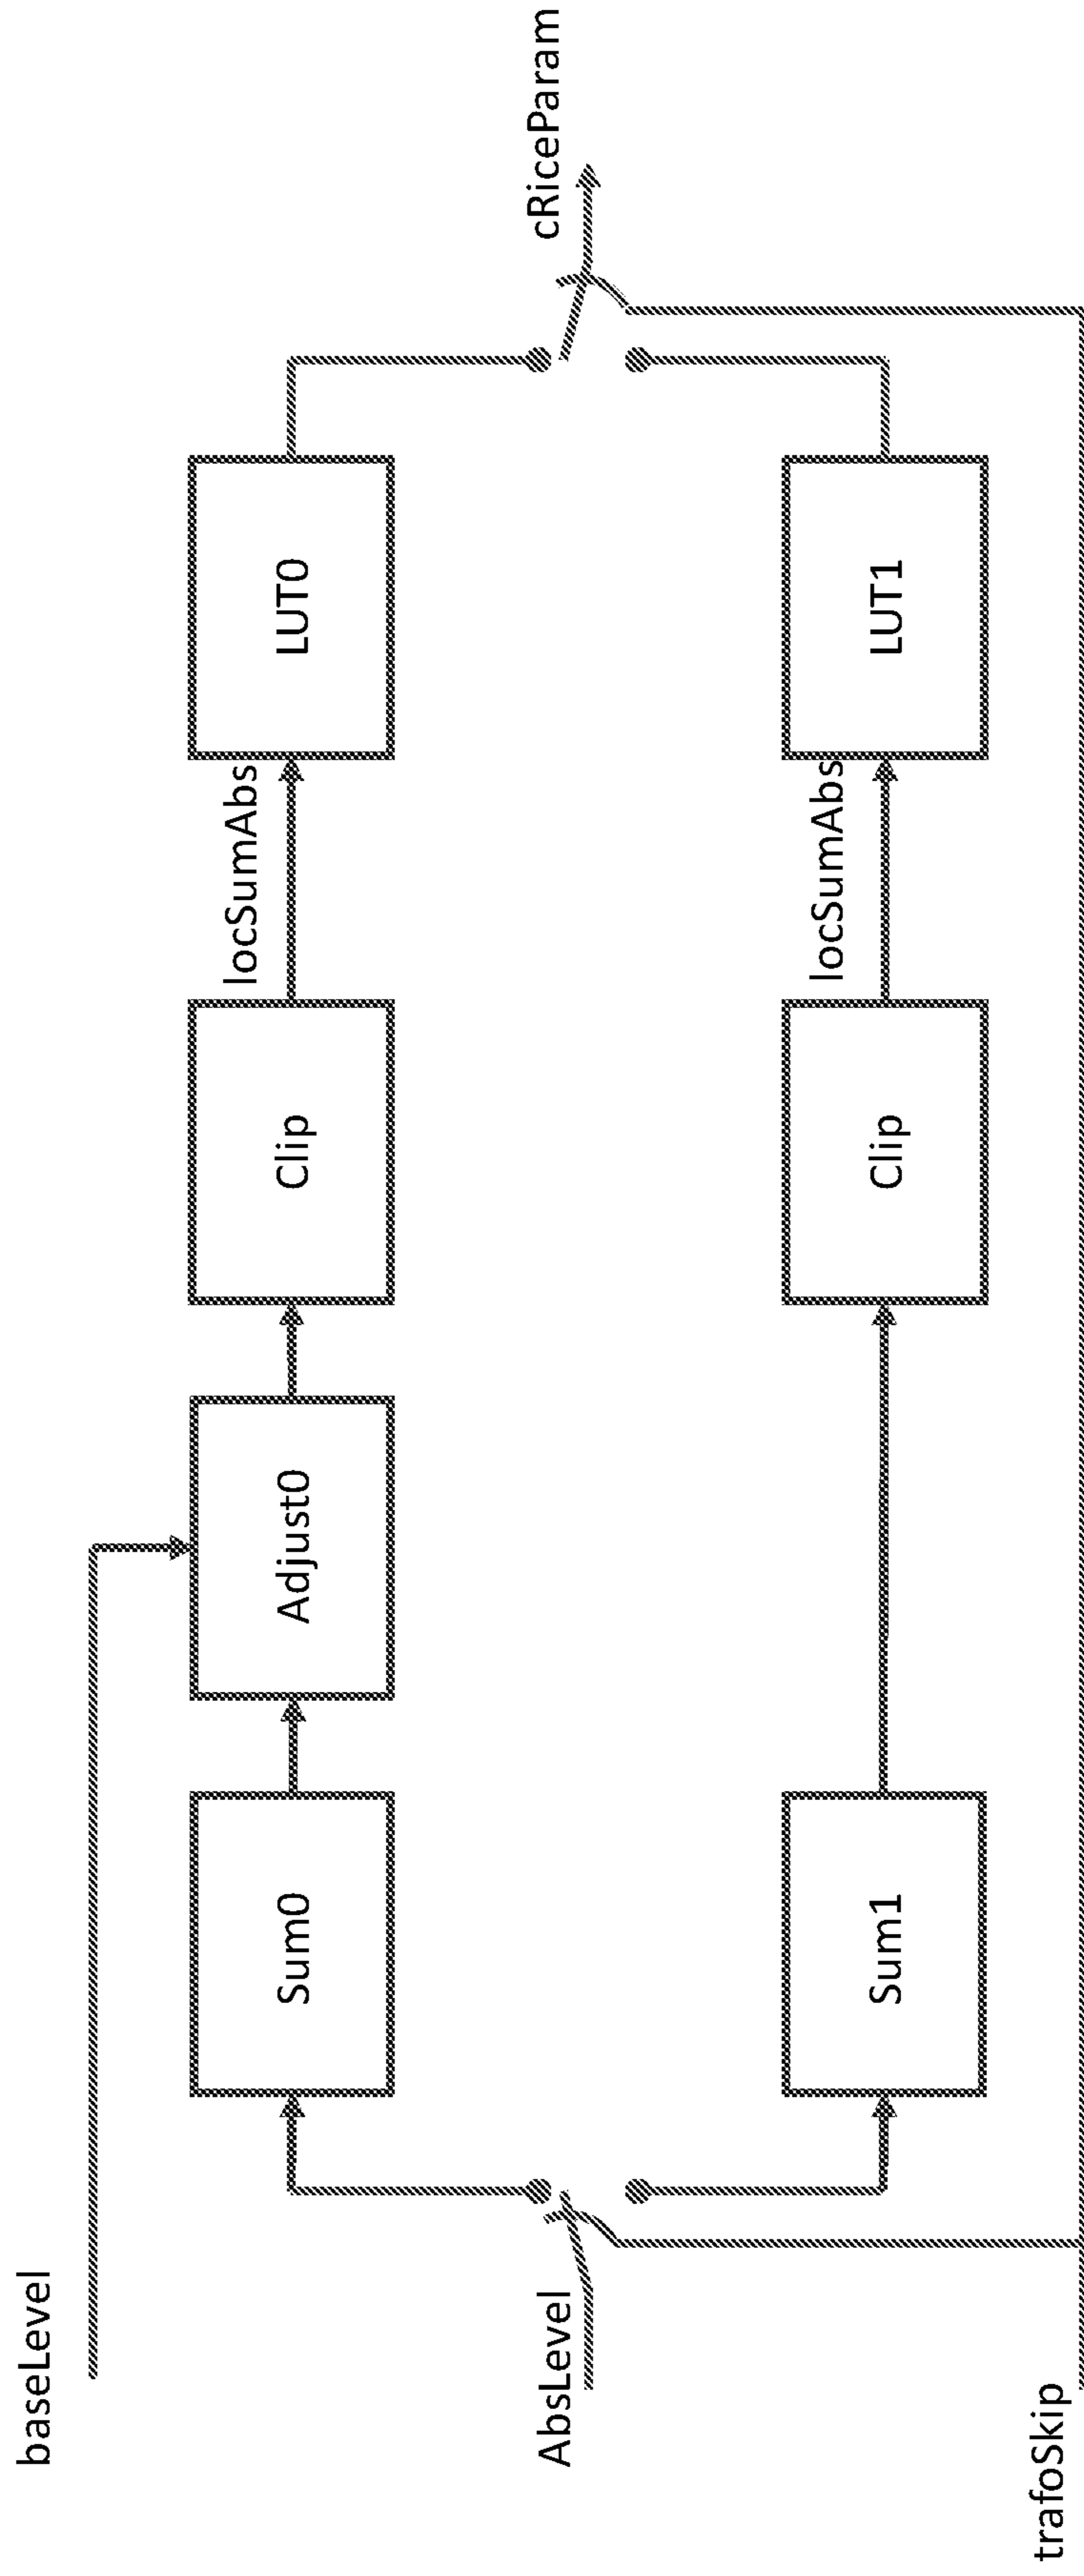 baseLevel
Sum0
Adjust0
Clip
locSumAbs
LUT0
AbsLevel
cRiceParam
Sum1
Clip
locSumAbs
LUT1
trafoSkip